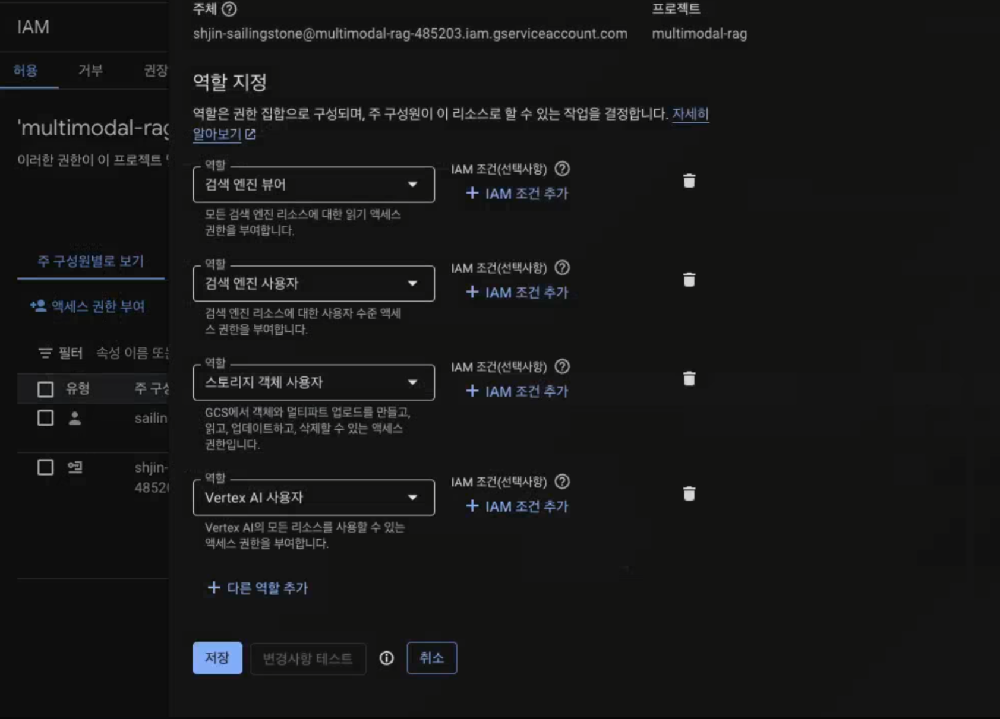 IAM
허용
거부
권장
'multimodal-rag
이러한 권한이 이 프로젝트 및
주 구성원별로 보기
액세스 권한 부여
필터
속성 이름 또는
유형
주 구성
sailin
shjin-
4852
주체
프로젝트
shjin-sailingstone@multimodal-rag-485203.iam.gserviceaccount.com
multimodal-rag
역할 지정
역할은 권한 집합으로 구성되며, 주 구성원이 이 리소스로 할 수 있는 작업을 결정합니다. 자세히
알아보기
역할
검색 엔진 뷰어
IAM 조건(선택사항)
+ IAM 조건 추가
모든 검색 엔진 리소스에 대한 읽기 액세스
권한을 부여합니다.
역할
검색 엔진 사용자
IAM 조건(선택사항)
+ IAM 조건 추가
검색 엔진 리소스에 대한 사용자 수준 액세
스 권한을 부여합니다.
역할
스토리지 객체 사용자
IAM 조건(선택사항)
+ IAM 조건 추가
GCS에서 객체와 멀티파트 업로드를 만들고,
읽고, 업데이트하고, 삭제할 수 있는 액세스
권한입니다.
역할
Vertex AI 사용자
IAM 조건(선택사항)
+ IAM 조건 추가
Vertex AI의 모든 리소스를 사용할 수 있는
액세스 권한을 부여합니다.
+ 다른 역할 추가
저장
변경사항 테스트
취소